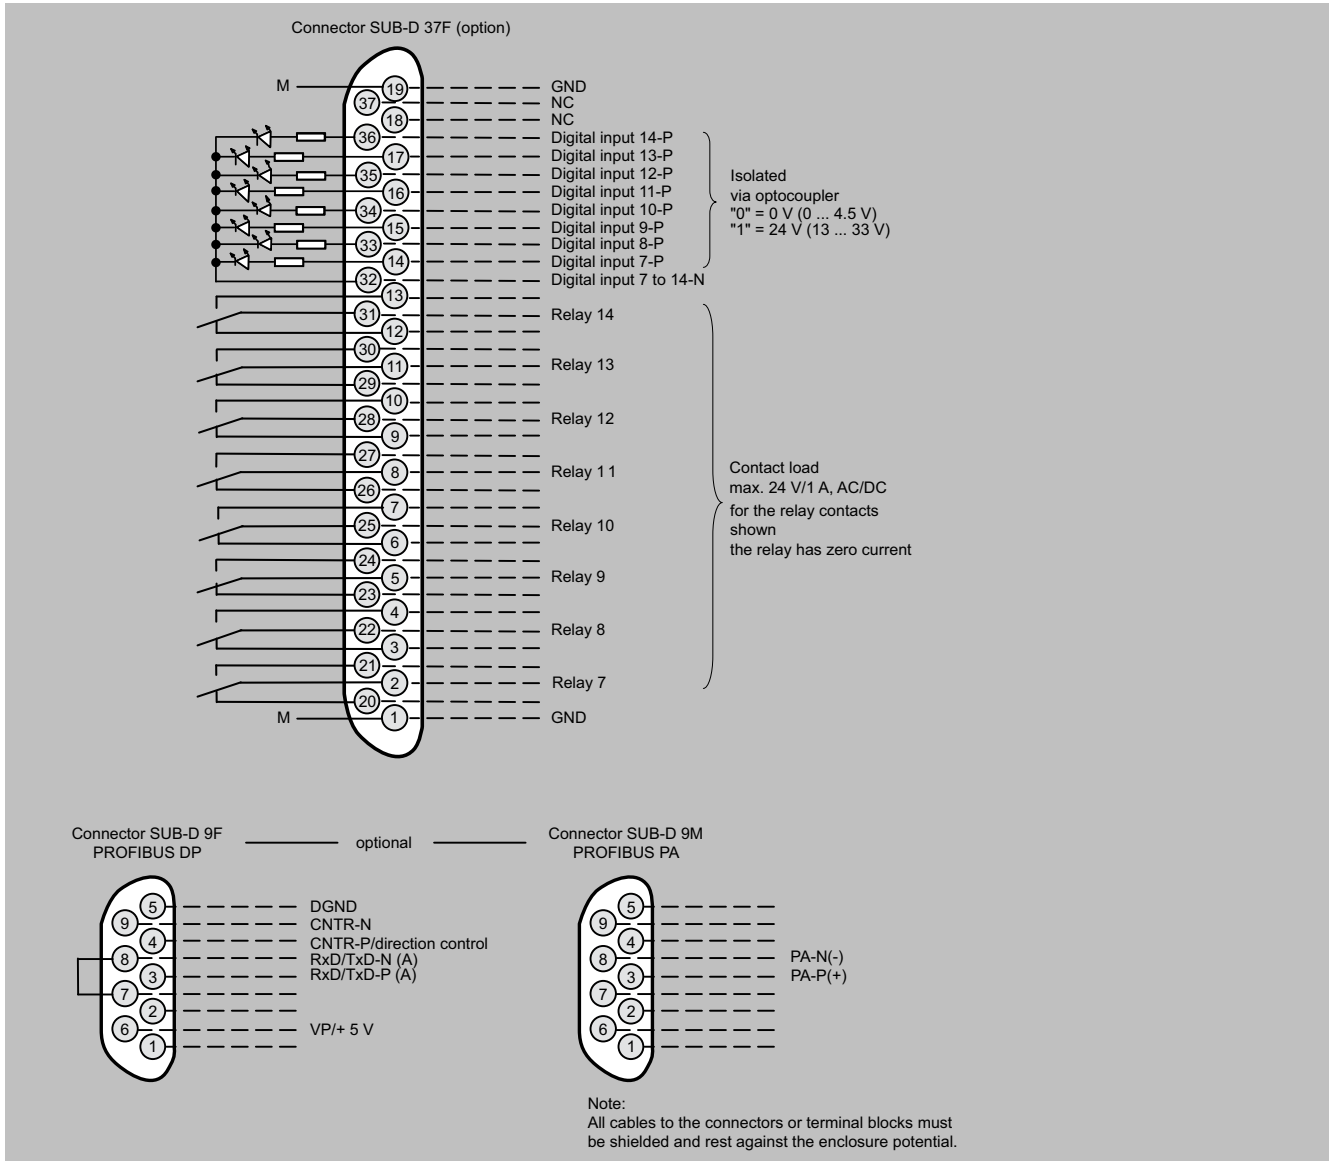 Connector SUB-D 37F (option)
M 19 GND
37 NC
18 NC
36 Digital input 14-P
17 Digital input 13-P
35 Digital input 12-P
16 Digital input 11-P
34 Digital input 10-P
15 Digital input 9-P
33 Digital input 8-P
14 Digital input 7-P
32 Digital input 7 to 14-N
Isolated
via optocoupler
"0" = 0 V (0 ... 4.5 V)
"1" = 24 V (13 ... 33 V)
13
31 Relay 14
12
30
11 Relay 13
29
10
28 Relay 12
9
27
8 Relay 11
26
7
25 Relay 10
6
24
5 Relay 9
23
4
22 Relay 8
3
21
2 Relay 7
20
M 1 GND
Contact load
max. 24 V/1 A, AC/DC
for the relay contacts
shown
the relay has zero current
Connector SUB-D 9F
PROFIBUS DP
optional
Connector SUB-D 9M
PROFIBUS PA
5 DGND
9 CNTR-N
4 CNTR-P/direction control
8 RxD/TxD-N (A)
3 RxD/TxD-P (A)
7
2
6 VP/+ 5 V
1
5
9
4
8 PA-N(-)
3 PA-P(+)
7
2
6
1
Note:
All cables to the connectors or terminal blocks must
be shielded and rest against the enclosure potential.